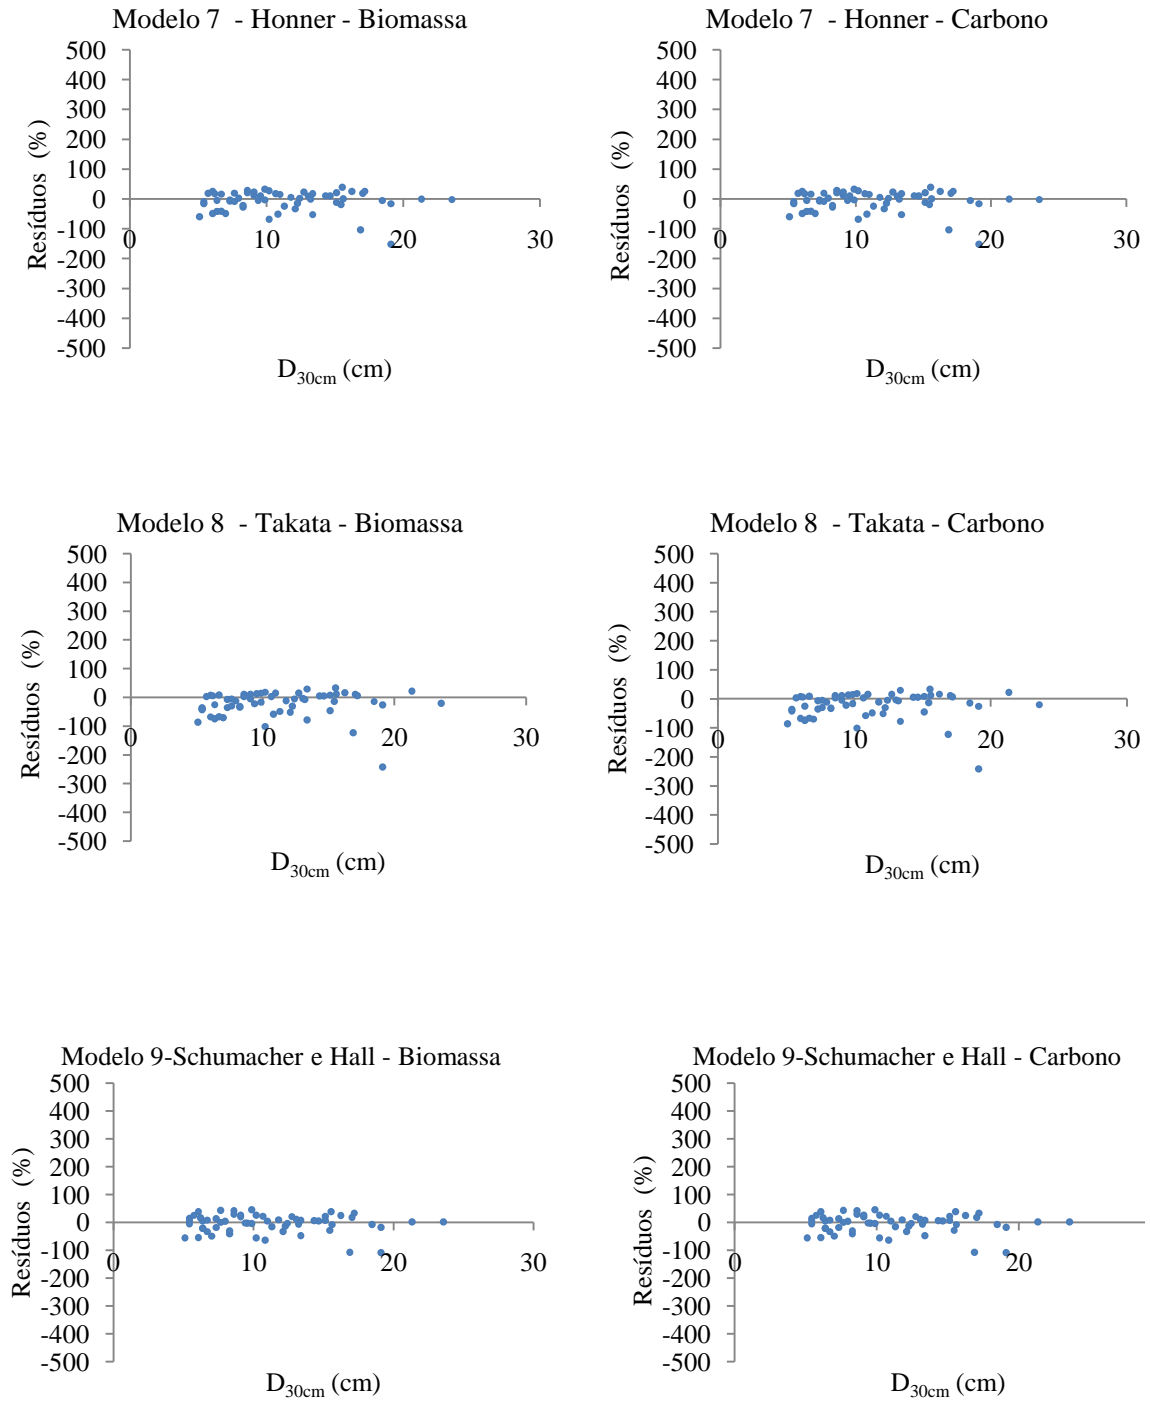 Modelo 7 - Honner - Biomassa
500
400
300
200
100
0
-100
-200
-300
-400
-500
0 10 20 30
Resíduos (%)
D30cm (cm)
Modelo 7 - Honner - Carbono
500
400
300
200
100
0
-100
-200
-300
-400
-500
0 10 20 30
Resíduos (%)
D30cm (cm)
Modelo 8 - Takata - Biomassa
500
400
300
200
100
0
-100
-200
-300
-400
-500
0 10 20 30
Resíduos (%)
D30cm (cm)
Modelo 8 - Takata - Carbono
500
400
300
200
100
0
-100
-200
-300
-400
-500
0 10 20 30
Resíduos (%)
D30cm (cm)
Modelo 9-Schumacher e Hall - Biomassa
500
400
300
200
100
0
-100
-200
-300
-400
-500
0 10 20 30
Resíduos (%)
D30cm (cm)
Modelo 9-Schumacher e Hall - Carbono
500
400
300
200
100
0
-100
-200
-300
-400
-500
0 10 20
Resíduos (%)
D30cm (cm)